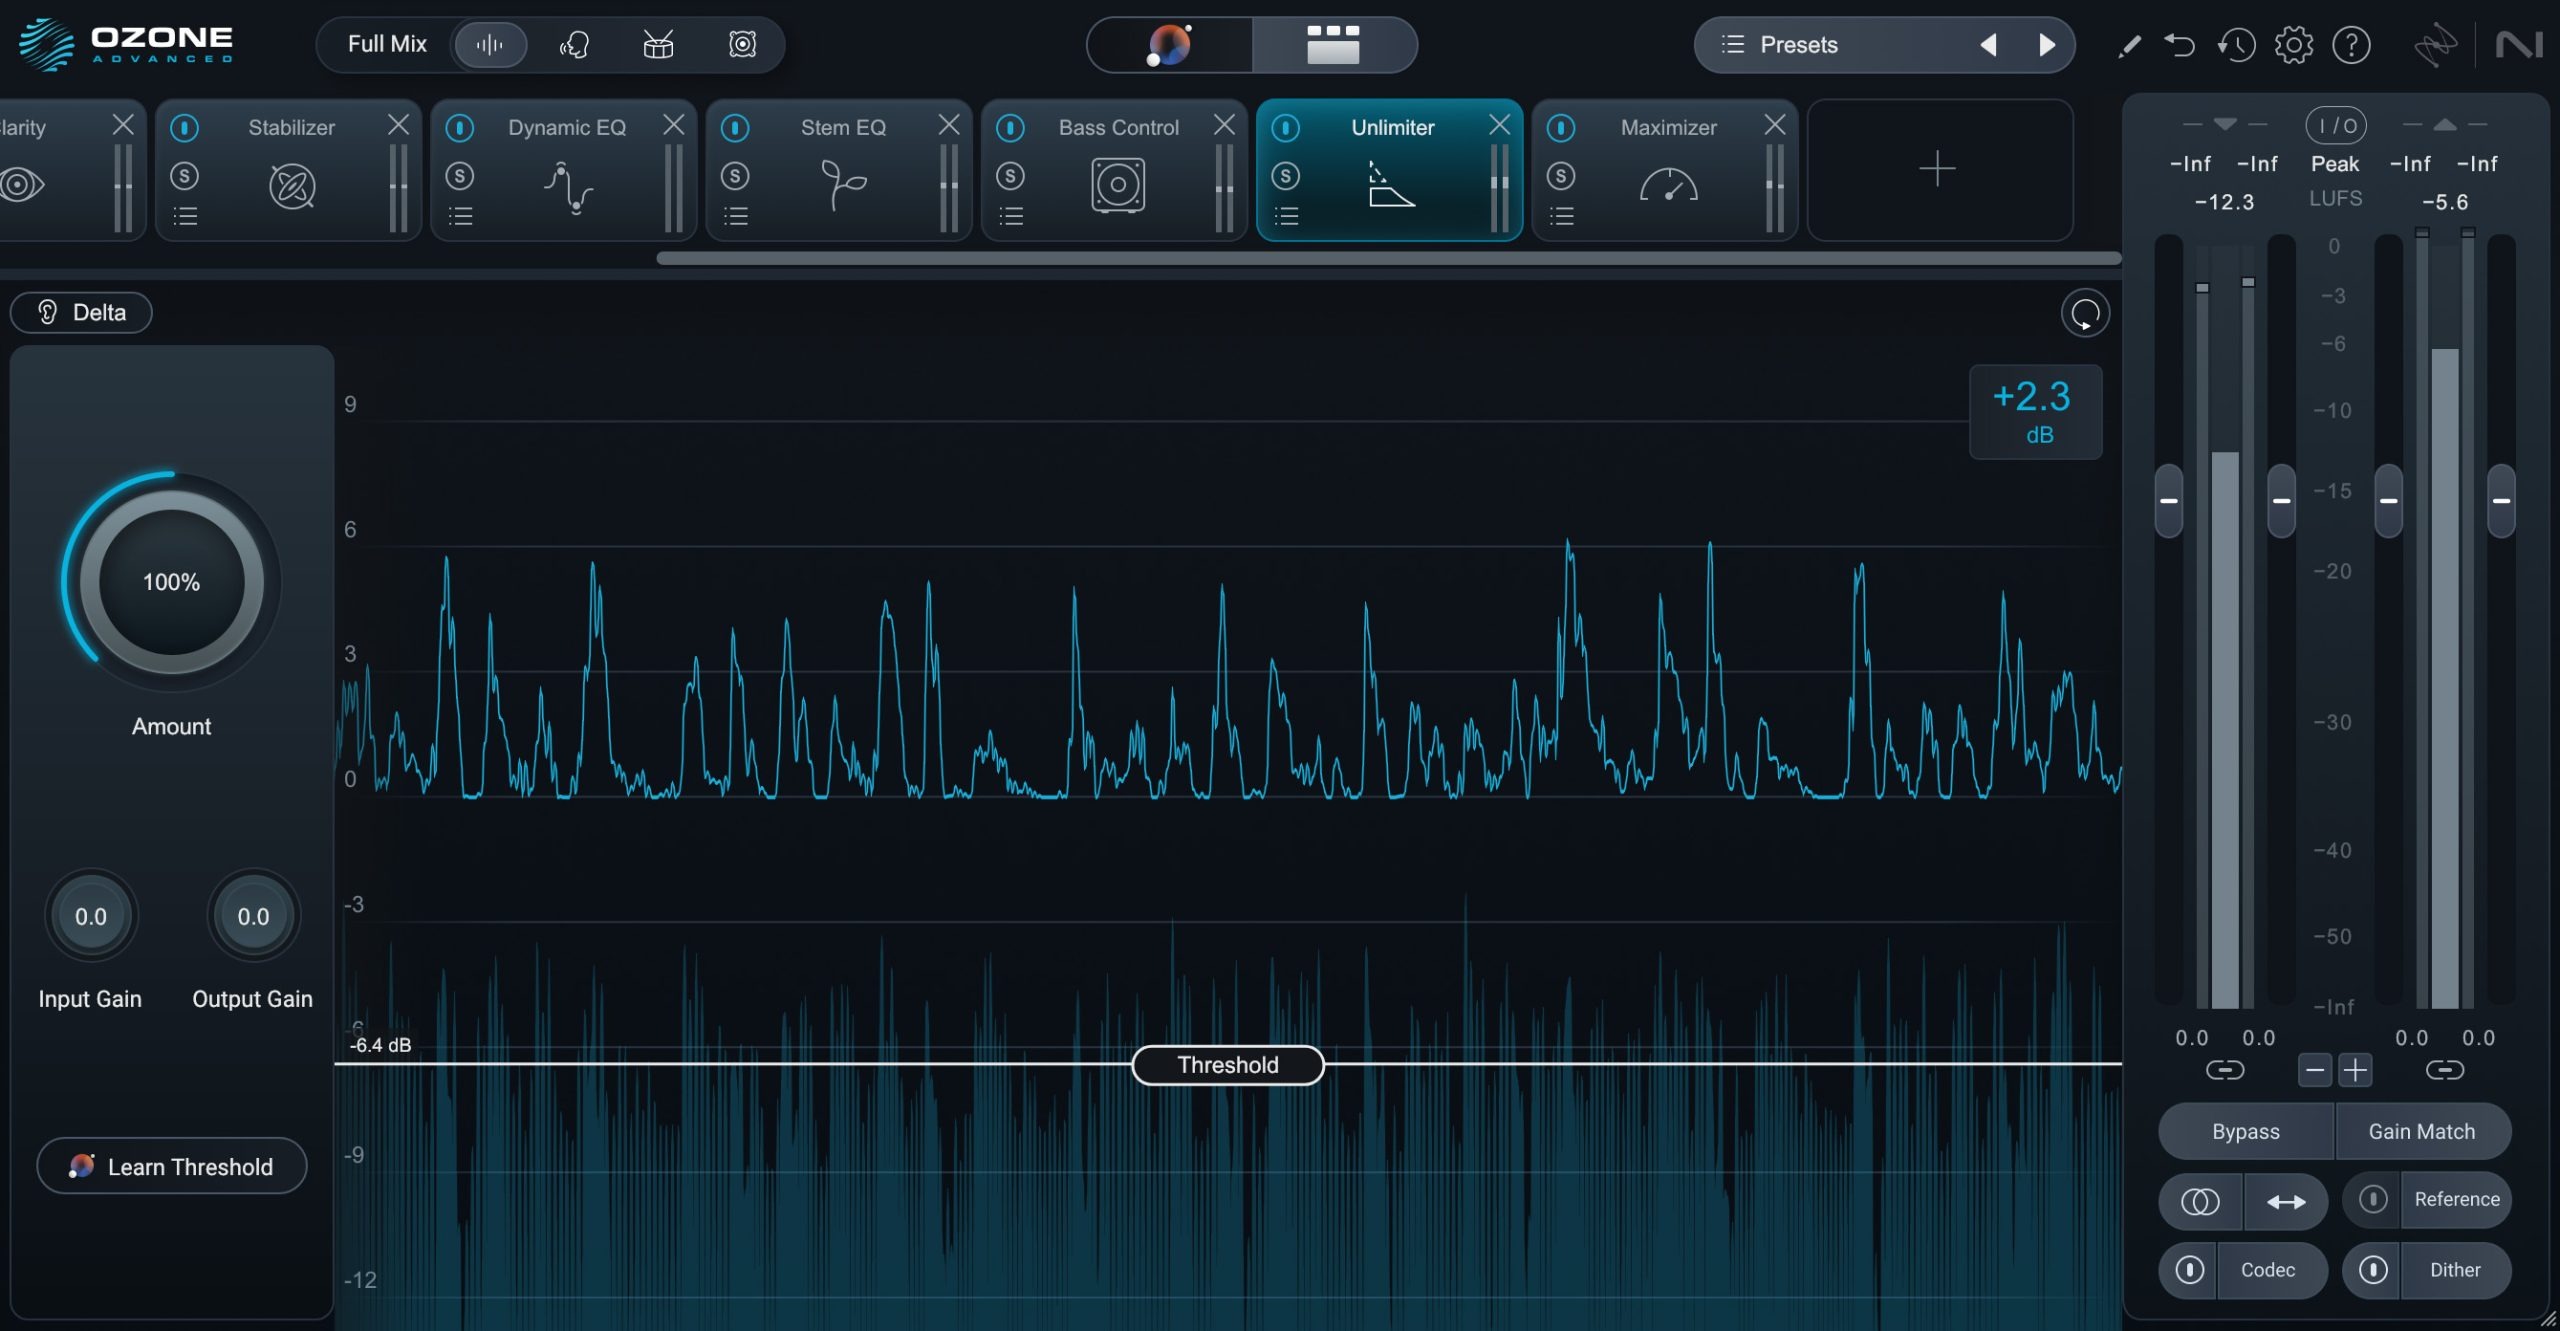 OZONE
ADVANCED
Full Mix
Presets
?
larity
Stabilizer
S
Dynamic EQ
S
Stem EQ
S
Bass Control
S
Unlimiter
S
Maximizer
S
I / O
-Inf -Inf Peak -Inf -Inf
-12.3 LUFS -5.6
Delta
+2.3
dB
100%
Amount
0.0 0.0
Input Gain Output Gain
Learn Threshold
9
6
3
0
-3
-6
-6.4 dB
Threshold
-9
-12
0
-3
-6
-10
-15
-20
-30
-40
-50
-Inf
0.0 0.0 0.0 0.0
Bypass Gain Match
Reference
Codec Dither